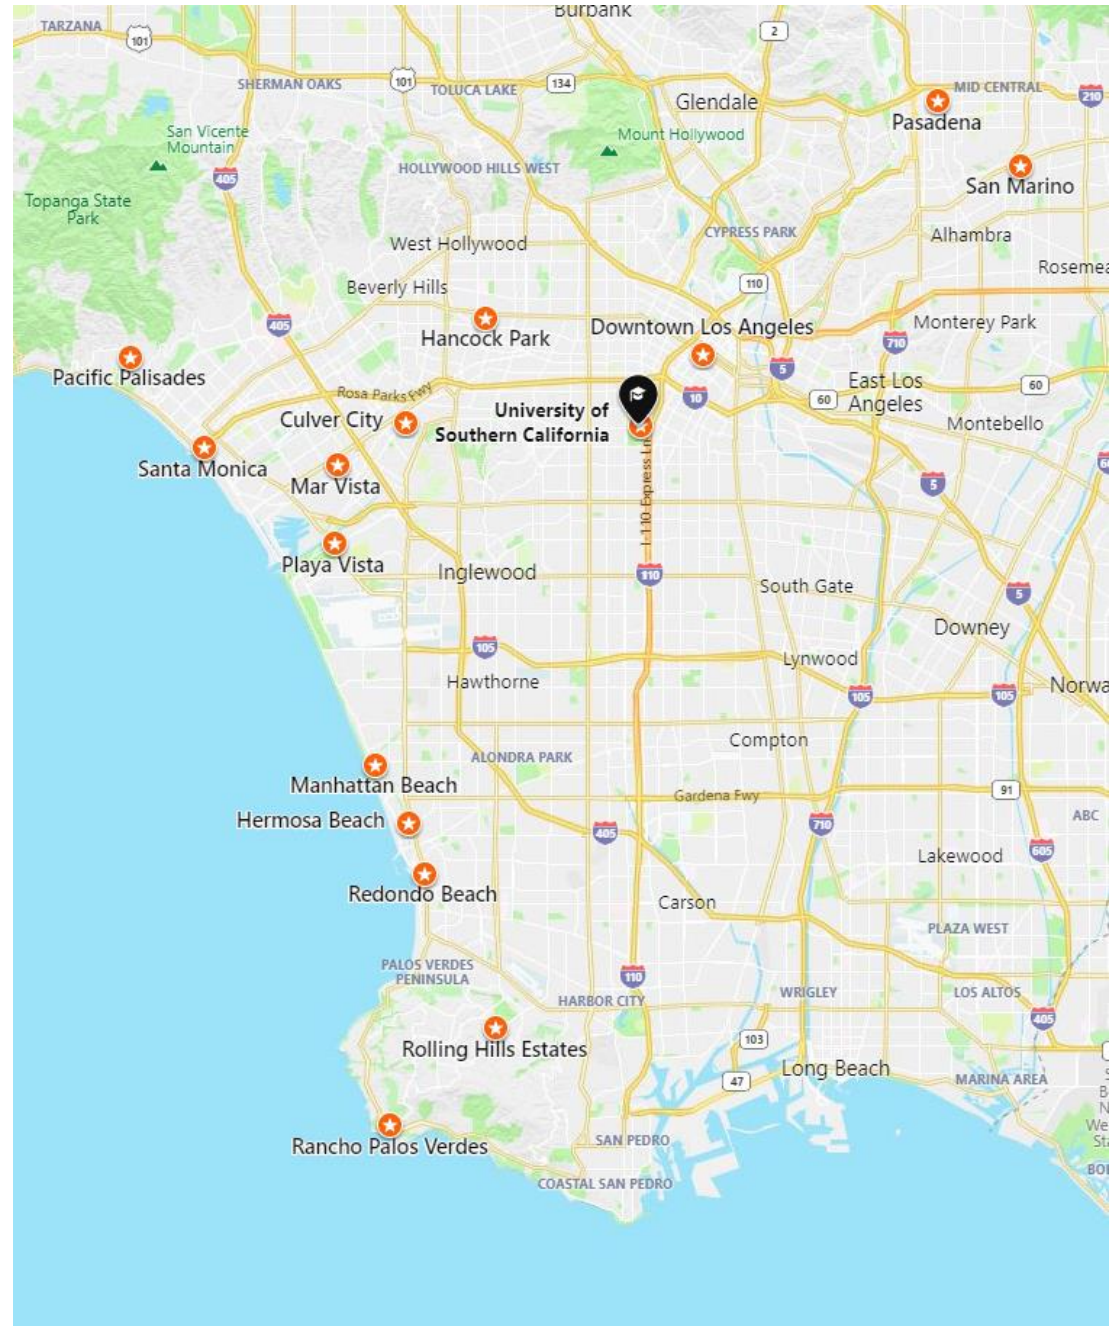 Burbank
TARZANA
101
2
SHERMAN OAKS
101
TOLUCA LAKE
134
MID CENTRAL
210
Glendale
Pasadena
San Vicente
Mountain
Mount Hollywood
405
HOLLYWOOD HILLS WEST
San Marino
Topanga State
Park
CYPRESS PARK
Alhambra
West Hollywood
Rosemea
Beverly Hills
110
405
Hancock Park
Downtown Los Angeles
Monterey Park
710
Pacific Palisades
5
Rosa Parks Fwy
10
60
East Los
Angeles
60
Culver City
University of
Southern California
Montebello
Santa Monica
Mar Vista
I-110 Express Ln
5
Playa Vista
Inglewood
110
South Gate
5
Downey
105
Lynwood
Hawthorne
105
105
Norwa
Compton
ALONDRA PARK
Manhattan Beach
Gardena Fwy
91
Hermosa Beach
405
710
ABC
605
Lakewood
Redondo Beach
Carson
PLAZA WEST
PALOS VERDES
PENINSULA
110
HARBOR CITY
WRIGLEY
LOS ALTOS
405
Rolling Hills Estates
103
Long Beach
47
MARINA AREA
Rancho Palos Verdes
SAN PEDRO
COASTAL SAN PEDRO